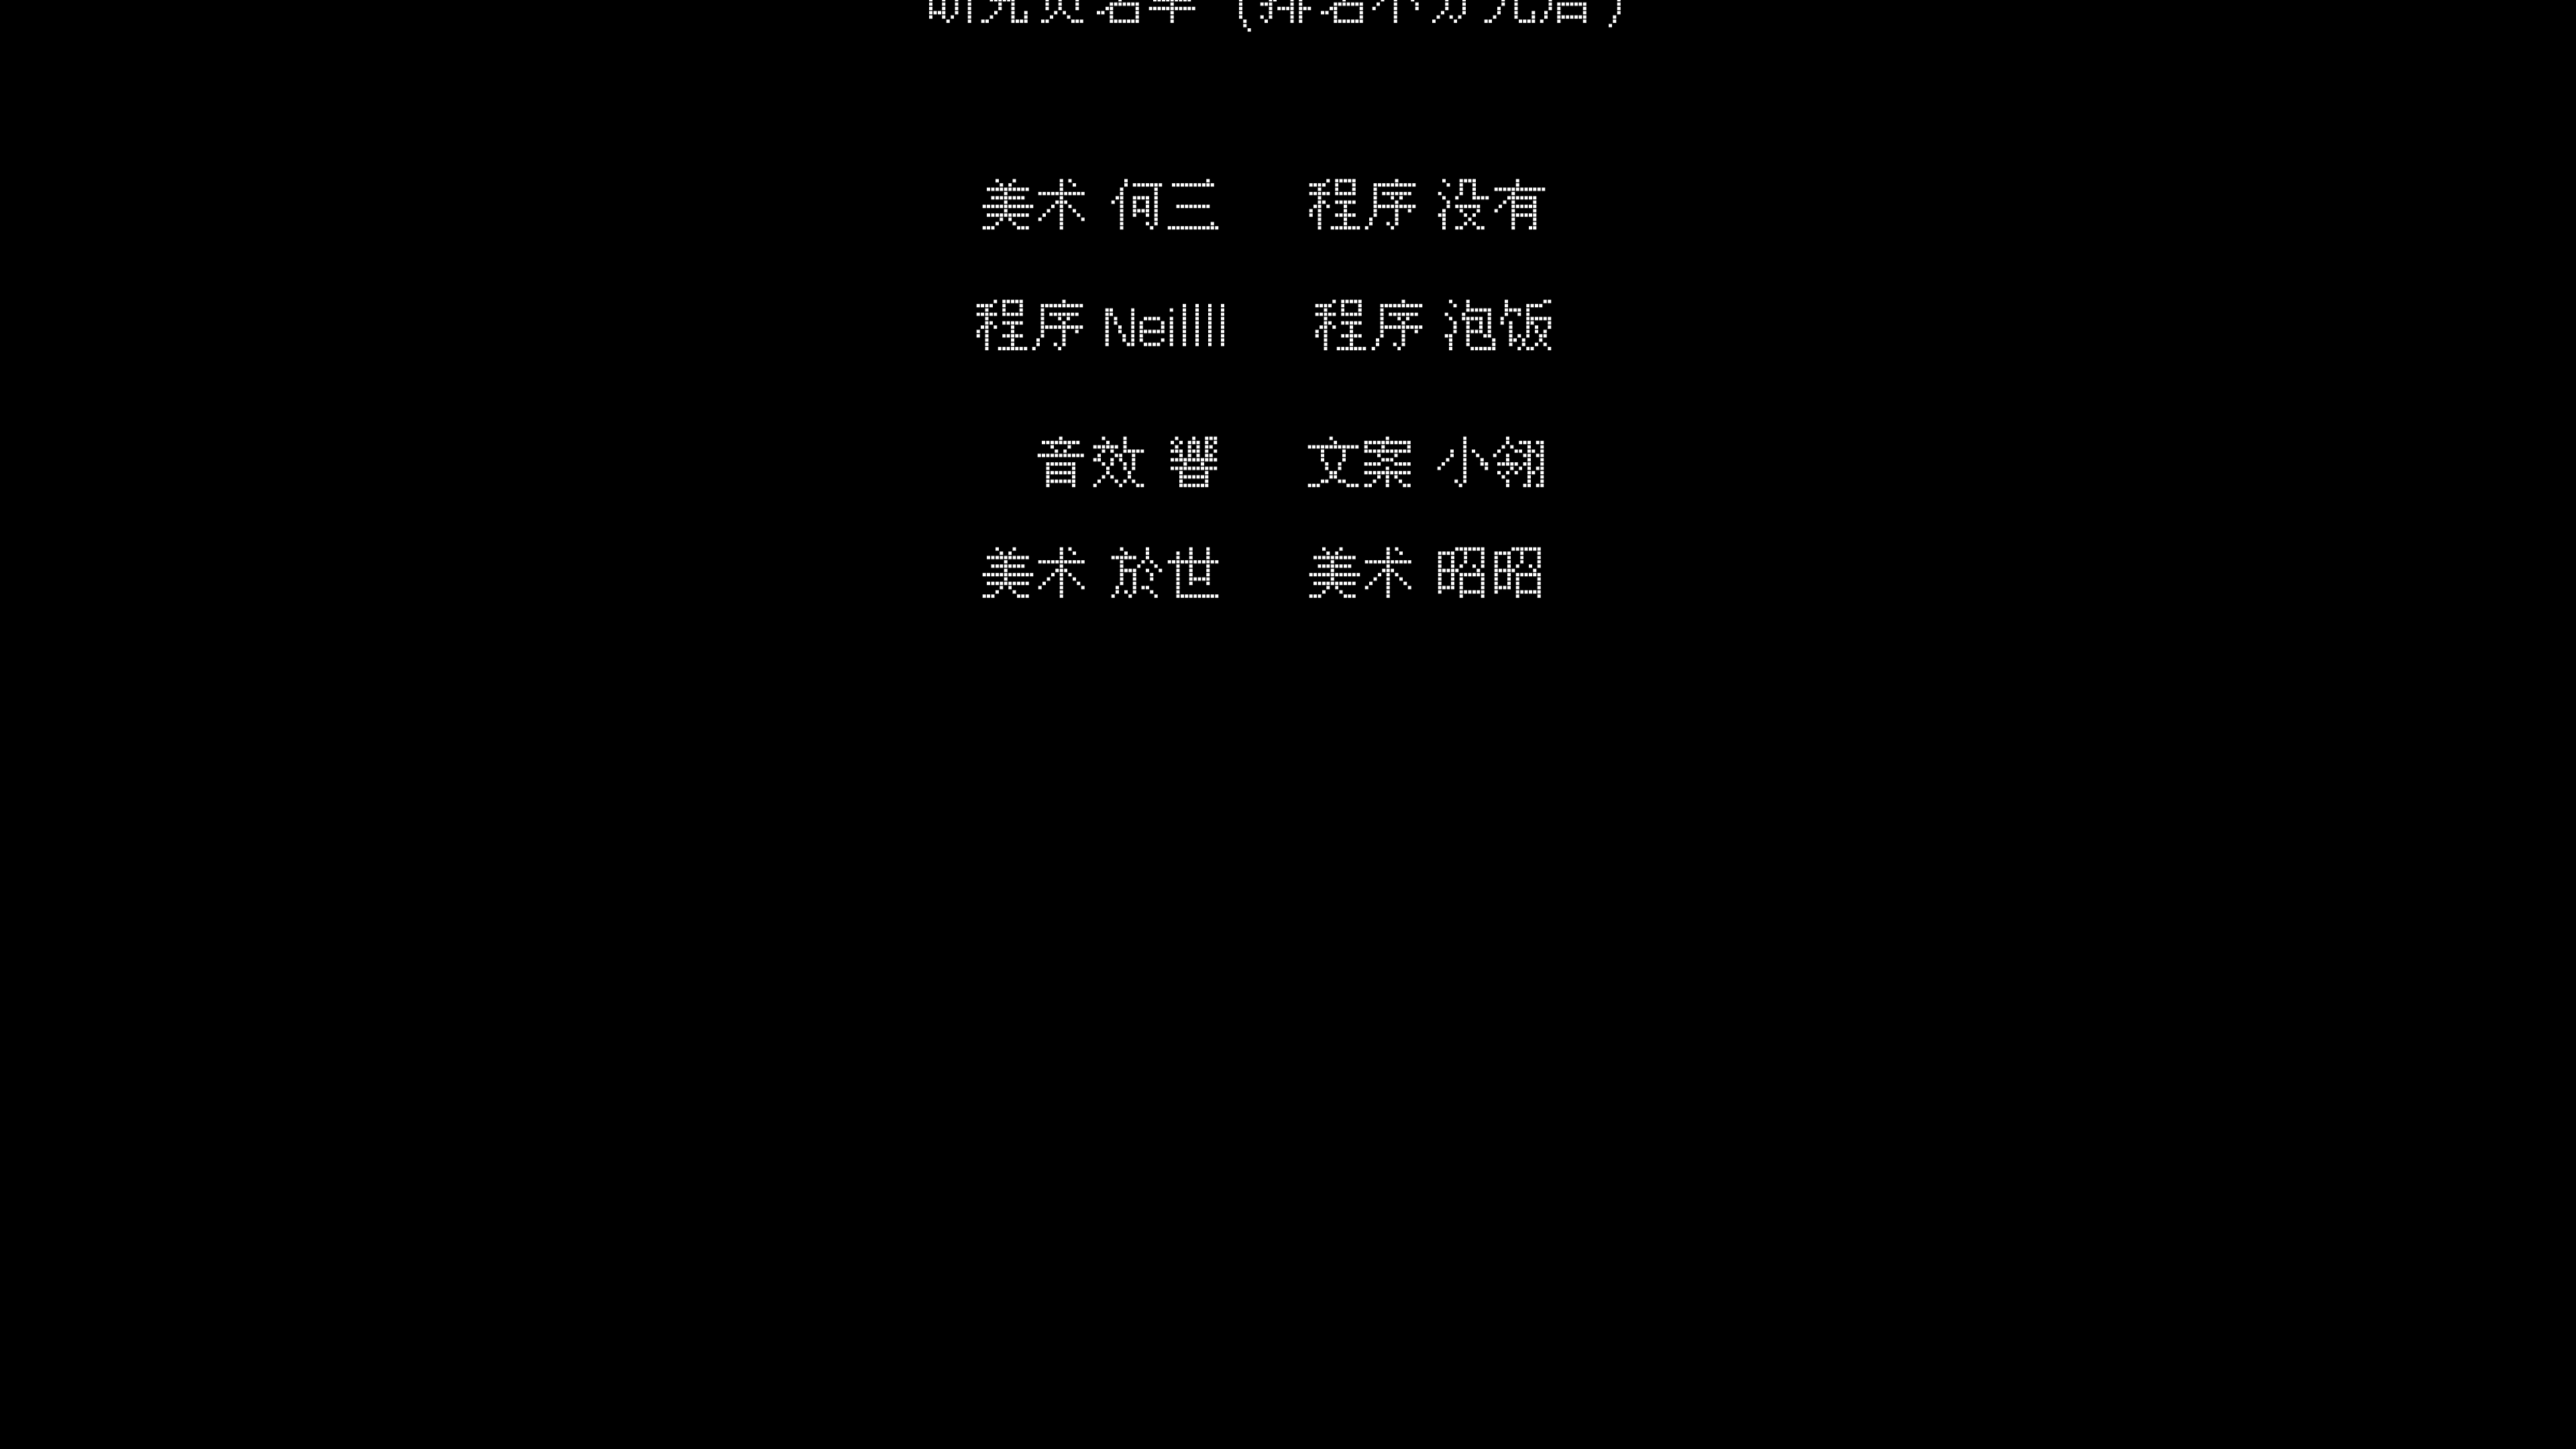 研究员名单（排名不分先后）
美术 何三 程序 没有
程序 Neillll 程序 泡饭
音效 響 文案 小翎
美术 於世 美术 昭昭